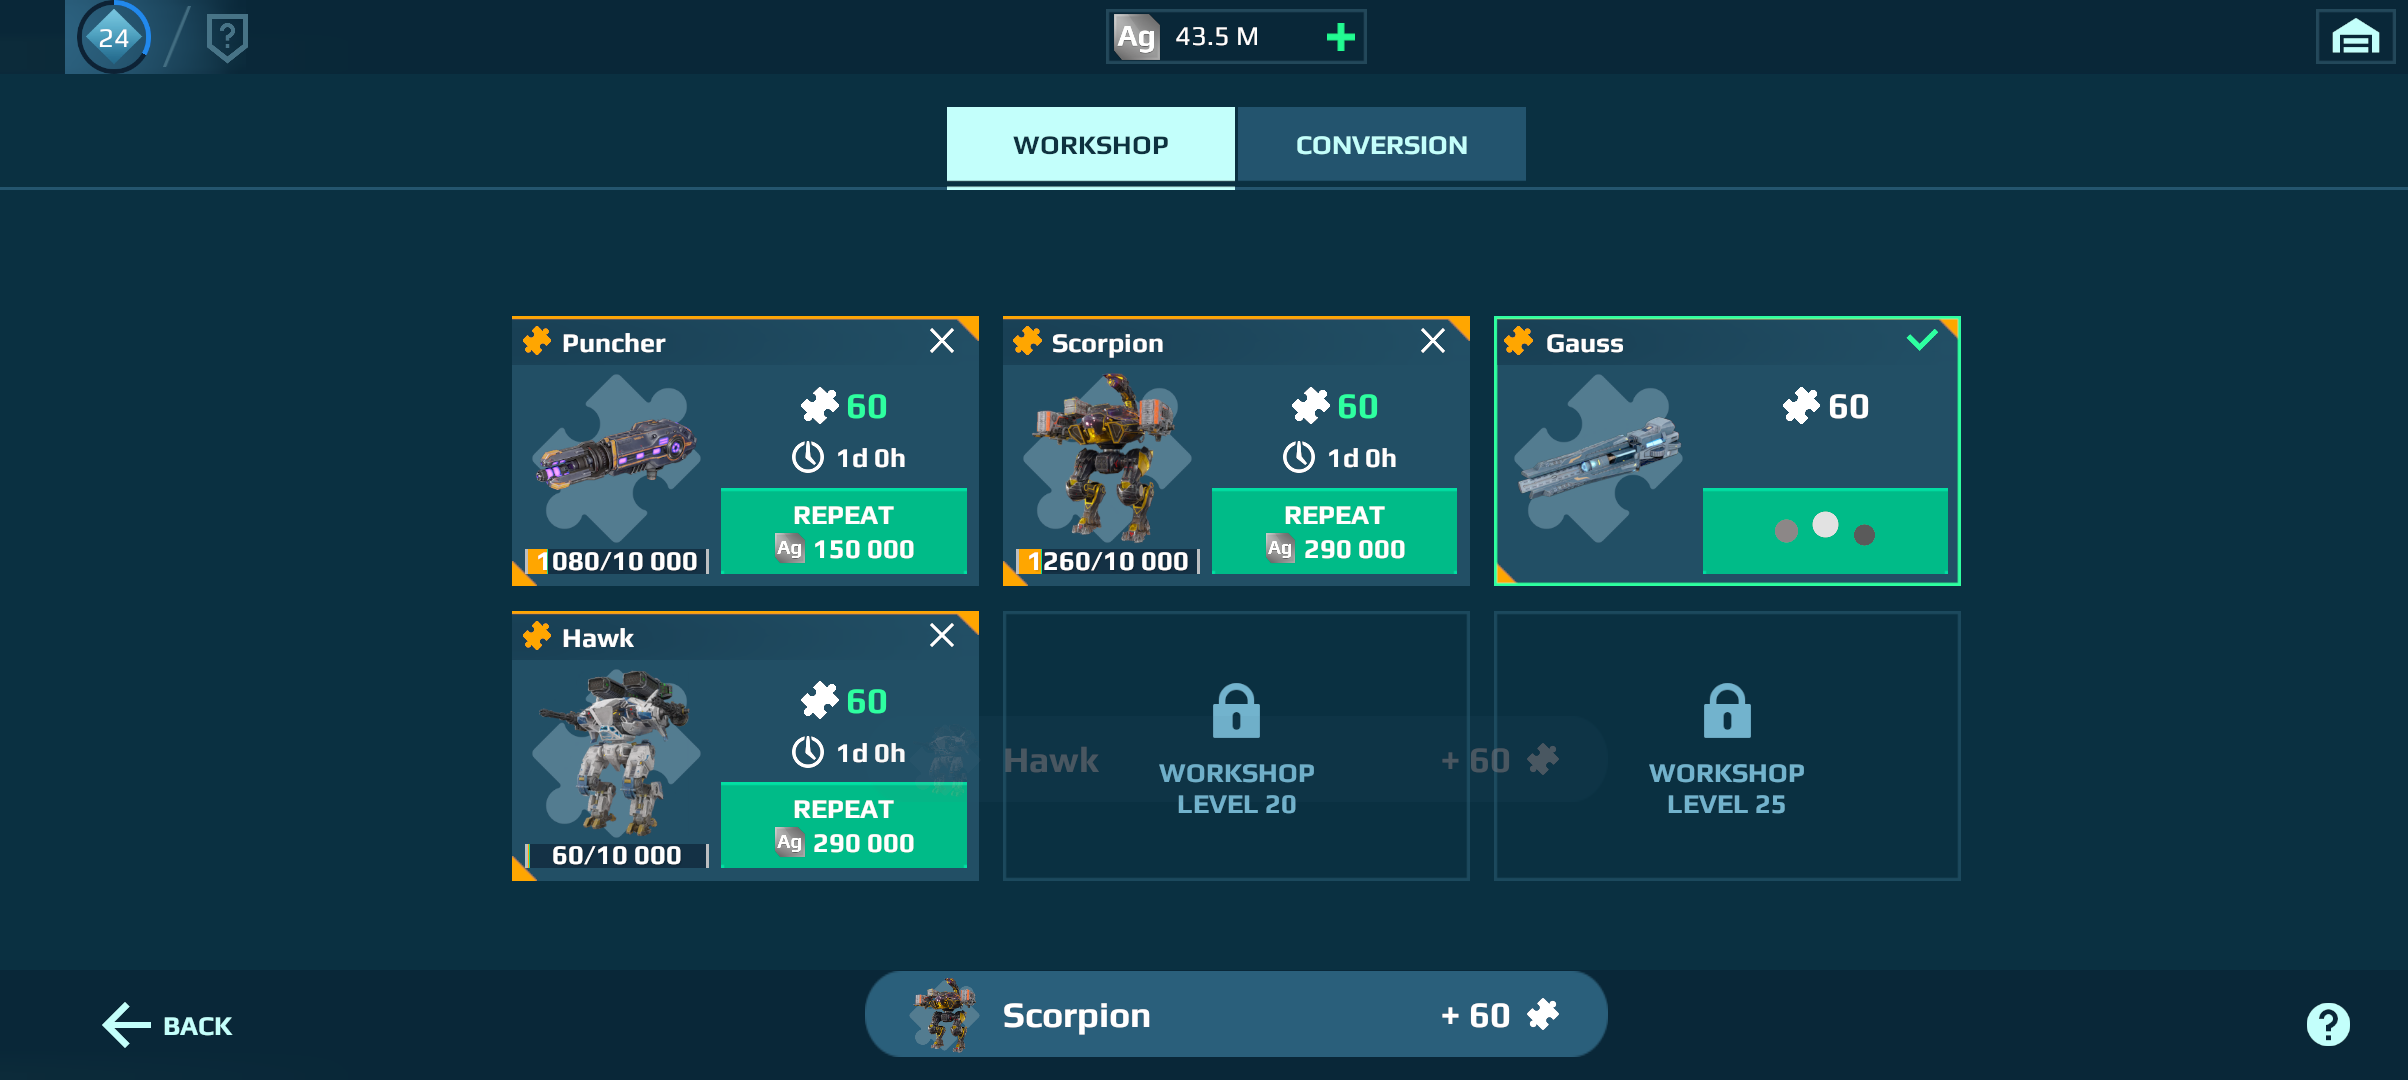 24
?
Ag 43.5 M
WORKSHOP
CONVERSION
Puncher
60
1d 0h
REPEAT
Ag 150 000
1080/10 000
Scorpion
60
1d 0h
REPEAT
Ag 290 000
1260/10 000
Gauss
60
Hawk
60
1d 0h
REPEAT
Ag 290 000
60/10 000
Hawk + 60
WORKSHOP
LEVEL 20
WORKSHOP
LEVEL 25
BACK
Scorpion + 60
?